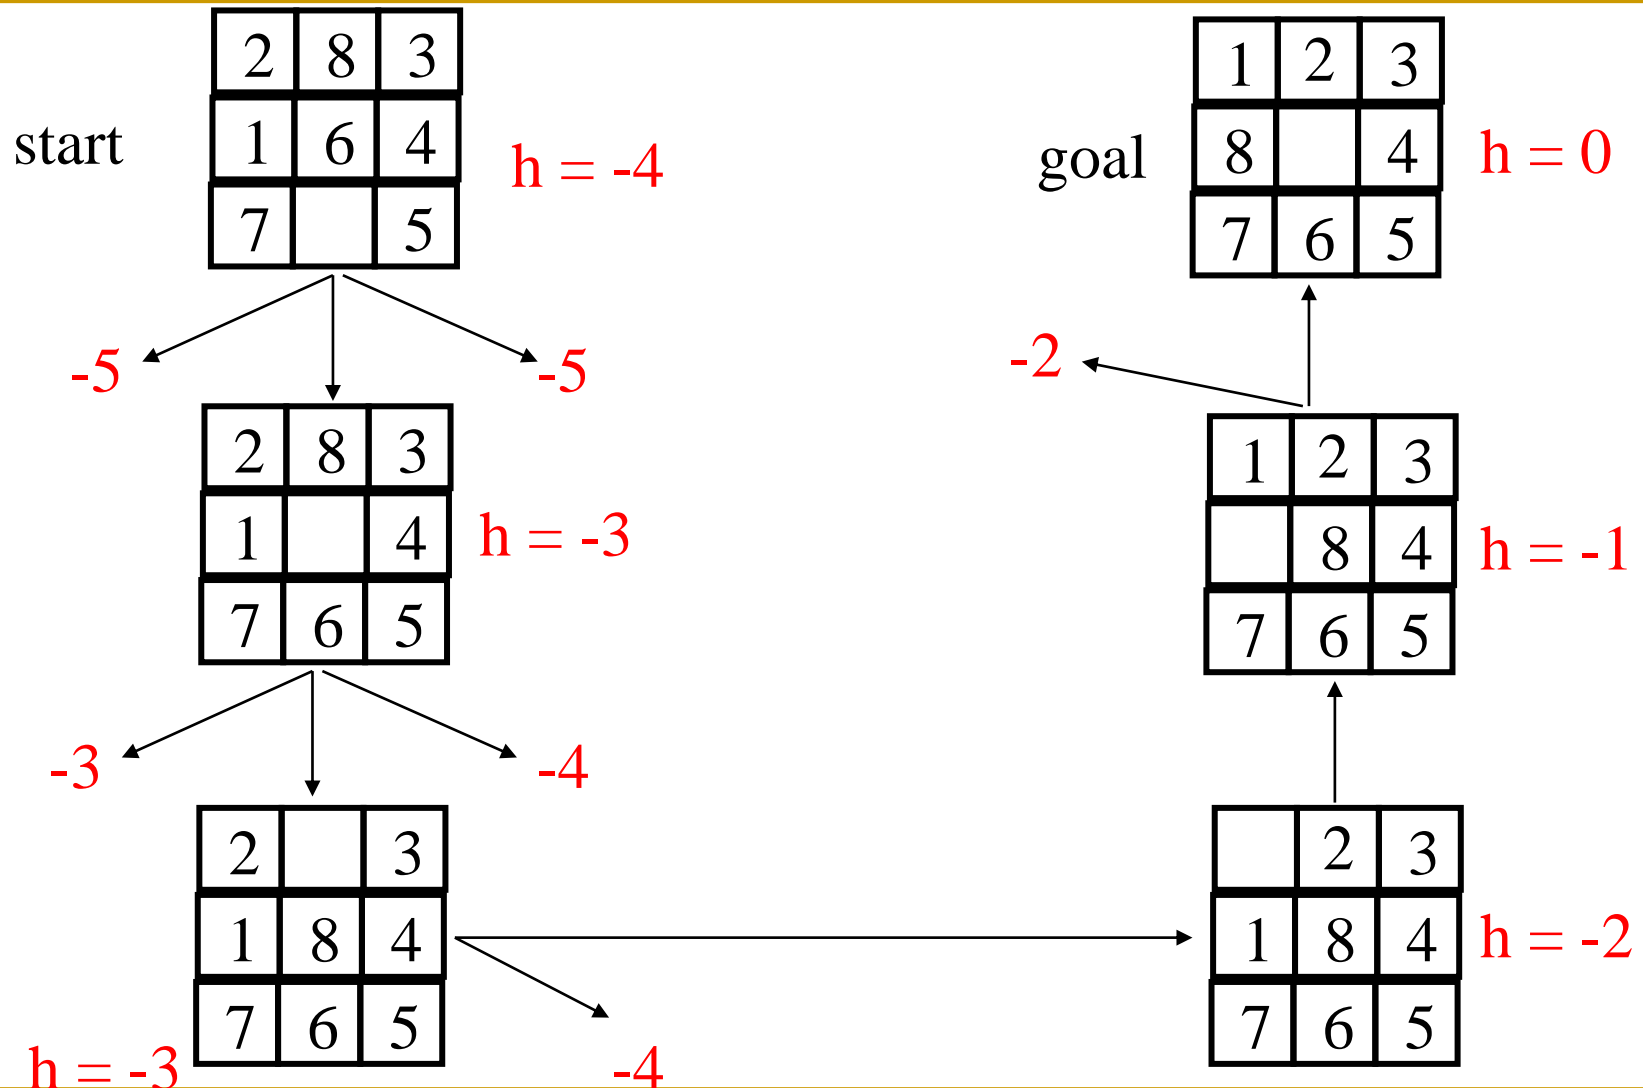 2 8 3
start 1 6 4 h = -4
7 5
-5 -5
2 8 3
1 4 h = -3
7 6 5
-3 -4
2 3
1 8 4
7 6 5
h = -3 -4
1 2 3
goal 8 4 h = 0
7 6 5
-2
1 2 3
8 4 h = -1
7 6 5
2 3
1 8 4 h = -2
7 6 5